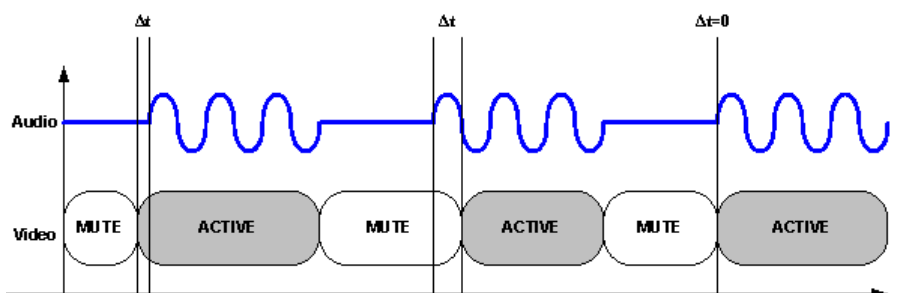 Δt Δt Δt=0
Audio
Video MUTE ACTIVE MUTE ACTIVE MUTE ACTIVE